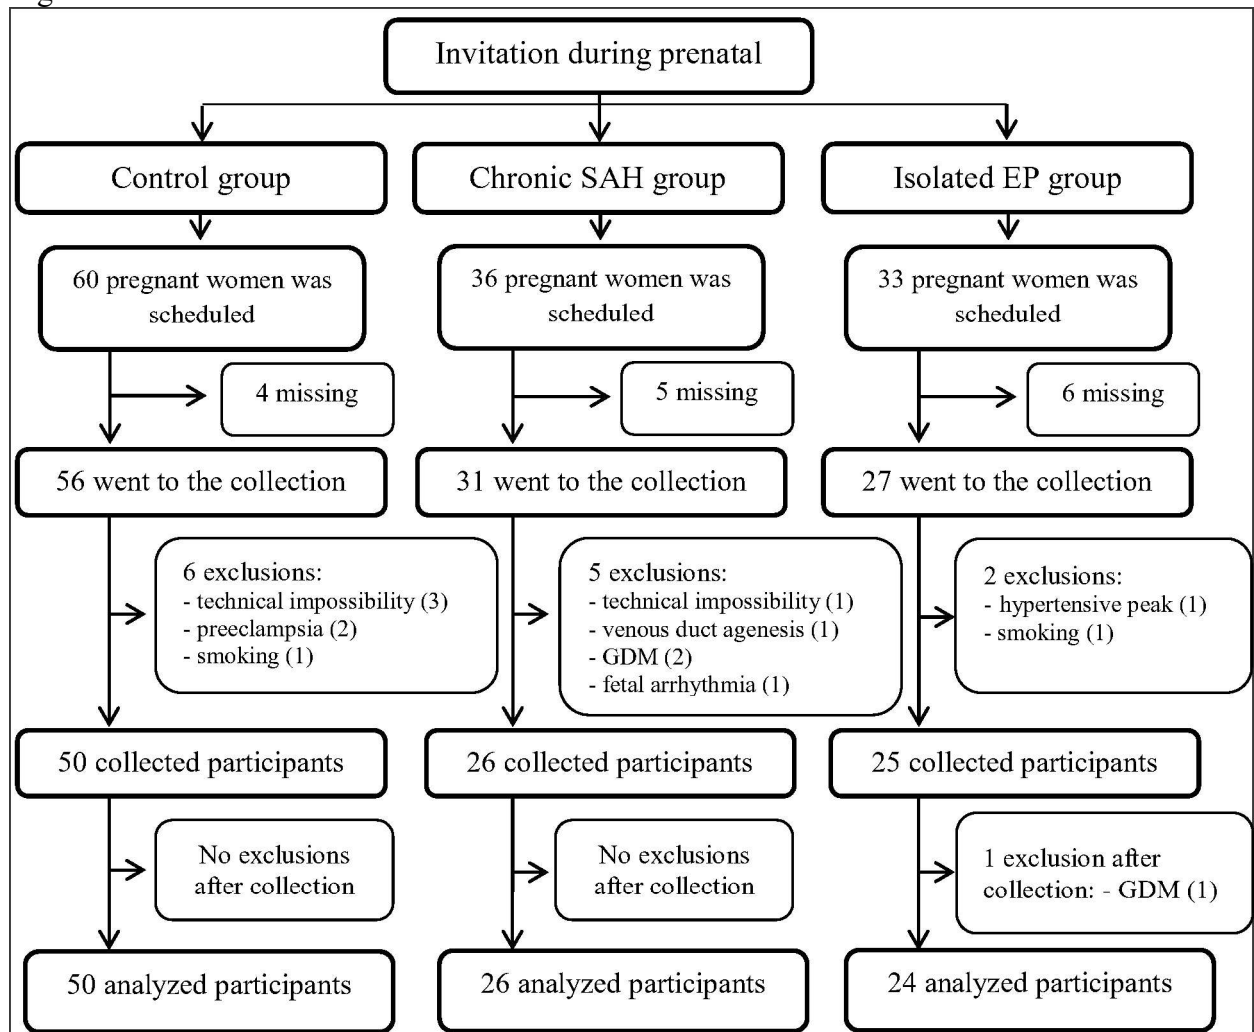 Invitation during prenatal
Control group
Chronic SAH group
Isolated EP group
60 pregnant women was
scheduled
36 pregnant women was
scheduled
33 pregnant women was
scheduled
4 missing
5 missing
6 missing
56 went to the collection
31 went to the collection
27 went to the collection
6 exclusions:
- technical impossibility (3)
- preeclampsia (2)
- smoking (1)
5 exclusions:
- technical impossibility (1)
- venous duct agenesis (1)
- GDM (2)
- fetal arrhythmia (1)
2 exclusions:
- hypertensive peak (1)
- smoking (1)
50 collected participants
26 collected participants
25 collected participants
No exclusions
after collection
No exclusions
after collection
1 exclusion after
collection: - GDM (1)
50 analyzed participants
26 analyzed participants
24 analyzed participants